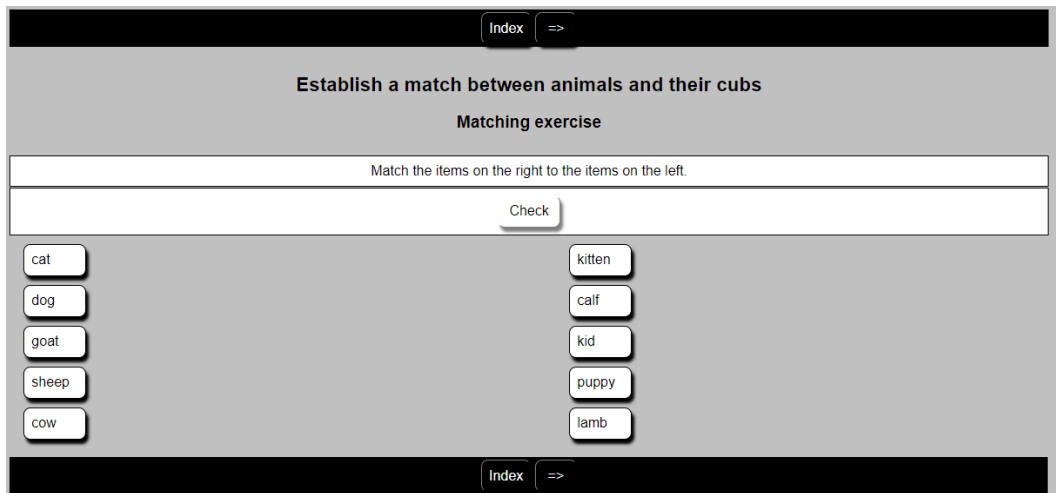 Index =>
Establish a match between animals and their cubs
Matching exercise
Match the items on the right to the items on the left.
Check
cat kitten
dog calf
goat kid
sheep puppy
cow lamb
Index =>